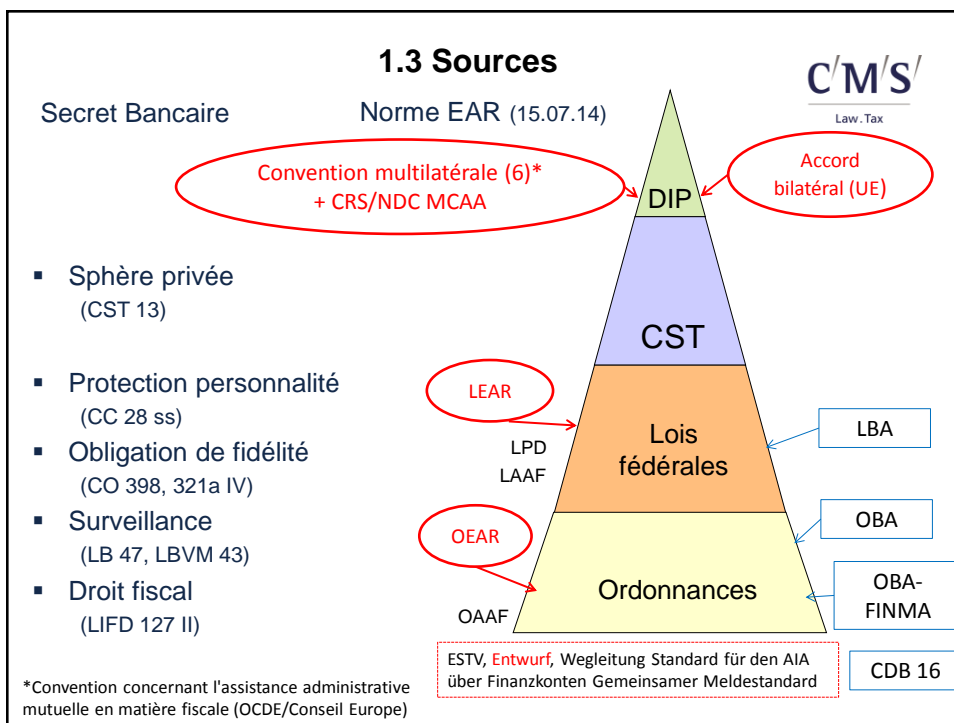 1.3 Sources
C'M'S'
Law.Tax
Secret Bancaire
Norme EAR (15.07.14)
Convention multilatérale (6)*
+ CRS/NDC MCAA
DIP
Accord
bilatéral (UE)
▪ Sphère privée
(CST 13)
CST
▪ Protection personnalité
(CC 28 ss)
▪ Obligation de fidélité
(CO 398, 321a IV)
▪ Surveillance
(LB 47, LBVM 43)
▪ Droit fiscal
(LIFD 127 II)
LEAR
LPD
LAAF
Lois
fédérales
LBA
OEAR
OAAF
Ordonnances
OBA
OBA-
FINMA
ESTV, Entwurf, Wegleitung Standard für den AIA
über Finanzkonten Gemeinsamer Meldestandard
CDB 16
*Convention concernant l'assistance administrative
mutuelle en matière fiscale (OCDE/Conseil Europe)